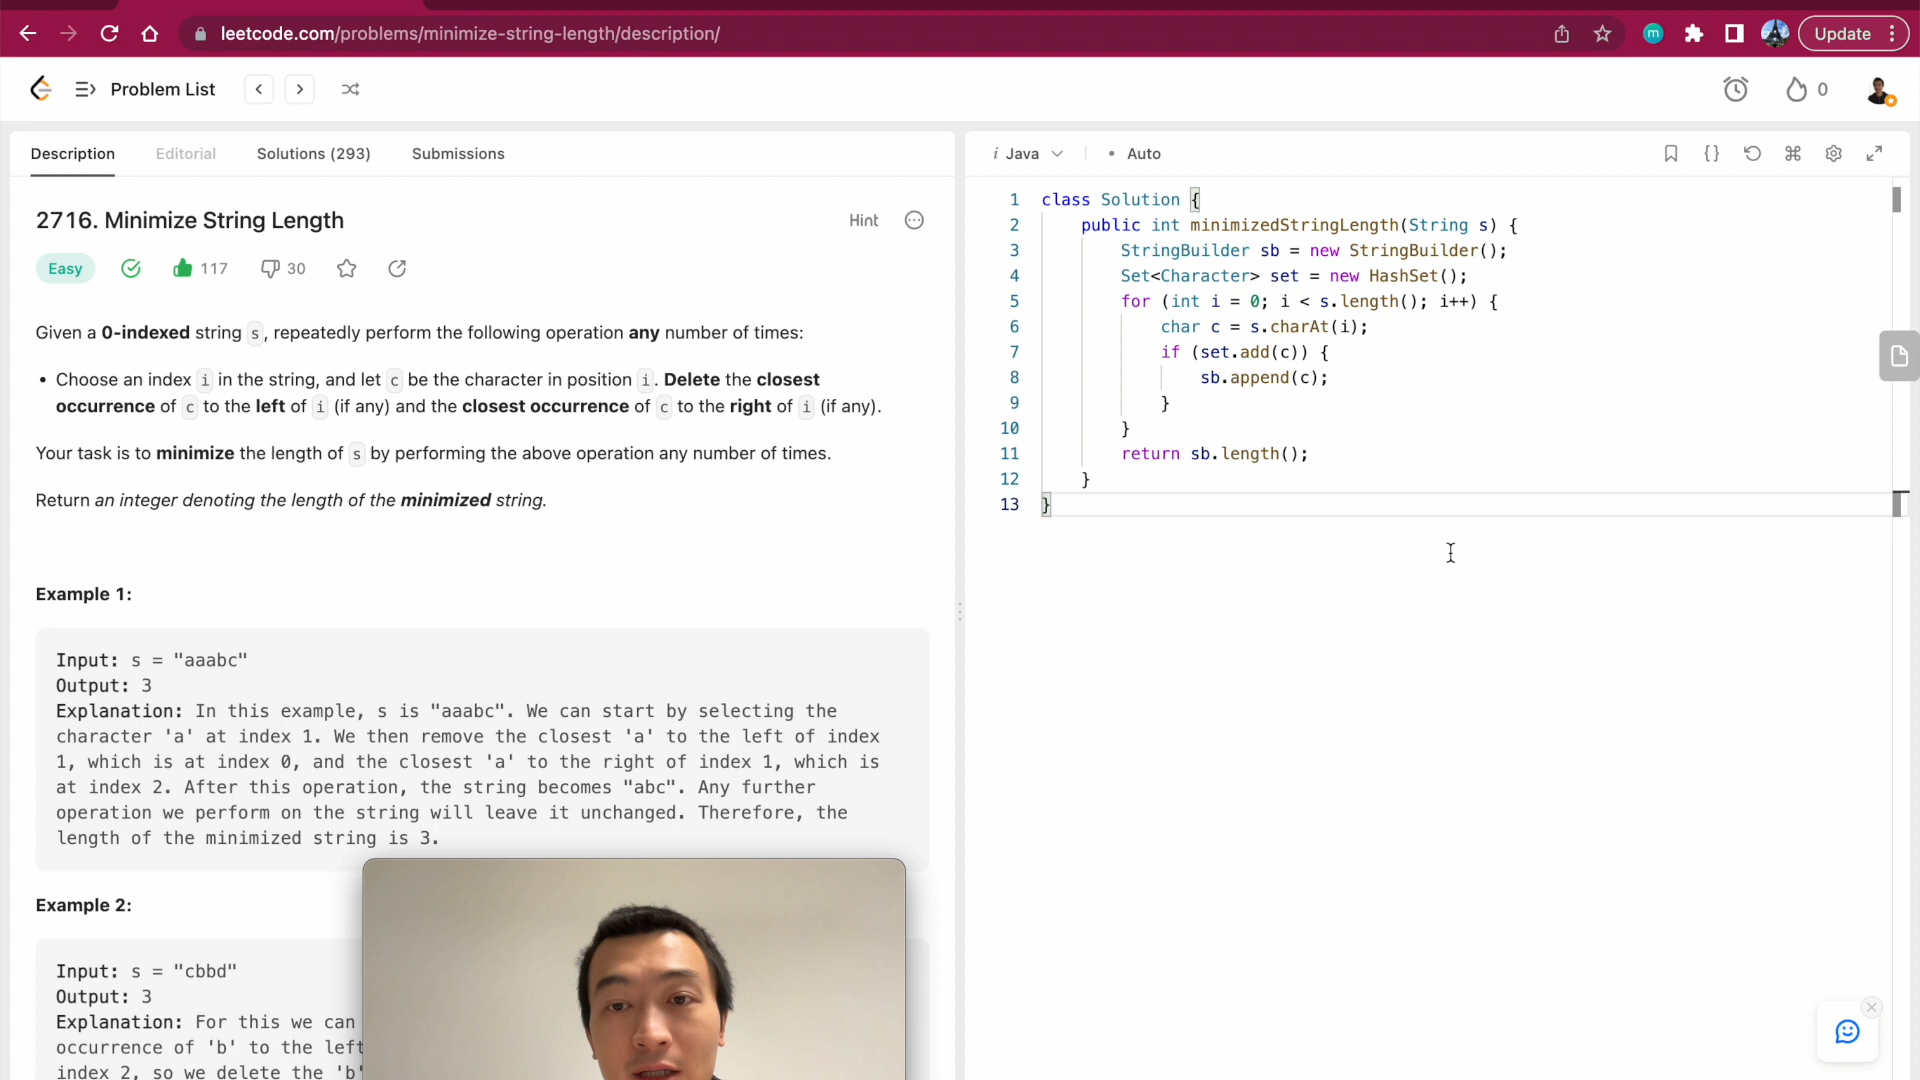 leetcode.com/problems/minimize-string-length/description/
Update
Problem List
0
Description
Editorial
Solutions (293)
Submissions
2716. Minimize String Length
Hint
Easy
117
30
Given a 0-indexed string s, repeatedly perform the following operation any number of times:
• Choose an index i in the string, and let c be the character in position i. Delete the closest
occurrence of c to the left of i (if any) and the closest occurrence of c to the right of i (if any).
Your task is to minimize the length of s by performing the above operation any number of times.
Return an integer denoting the length of the minimized string.
Example 1:
Input: s = "aaabc"
Output: 3
Explanation: In this example, s is "aaabc". We can start by selecting the
character 'a' at index 1. We then remove the closest 'a' to the left of index
1, which is at index 0, and the closest 'a' to the right of index 1, which is
at index 2. After this operation, the string becomes "abc". Any further
operation we perform on the string will leave it unchanged. Therefore, the
length of the minimized string is 3.
Example 2:
Input: s = "cbbd"
Output: 3
Explanation: For this we can
occurrence of 'b' to the left
index 2, so we delete the 'b'
i Java
• Auto
1 class Solution {
2 public int minimizedStringLength(String s) {
3 StringBuilder sb = new StringBuilder();
4 Set<Character> set = new HashSet();
5 for (int i = 0; i < s.length(); i++) {
6 char c = s.charAt(i);
7 if (set.add(c)) {
8 sb.append(c);
9 }
10 }
11 return sb.length();
12 }
13 }
m